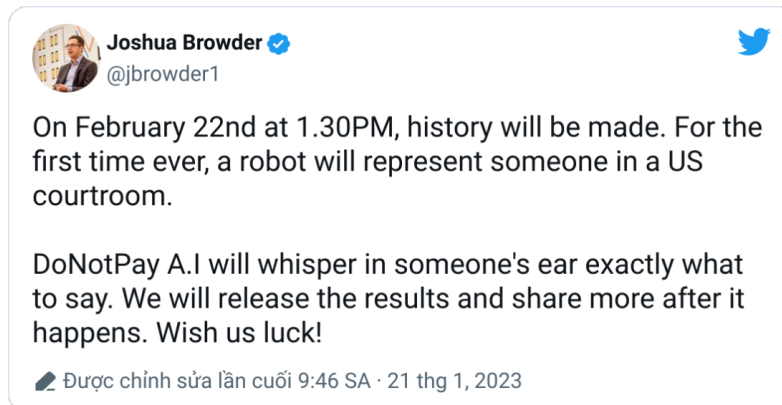 Joshua Browder
@jbrowder1
On February 22nd at 1.30PM, history will be made. For the
first time ever, a robot will represent someone in a US
courtroom.
DoNotPay A.I will whisper in someone's ear exactly what
to say. We will release the results and share more after it
happens. Wish us luck!
Được chỉnh sửa lần cuối 9:46 SA · 21 thg 1, 2023